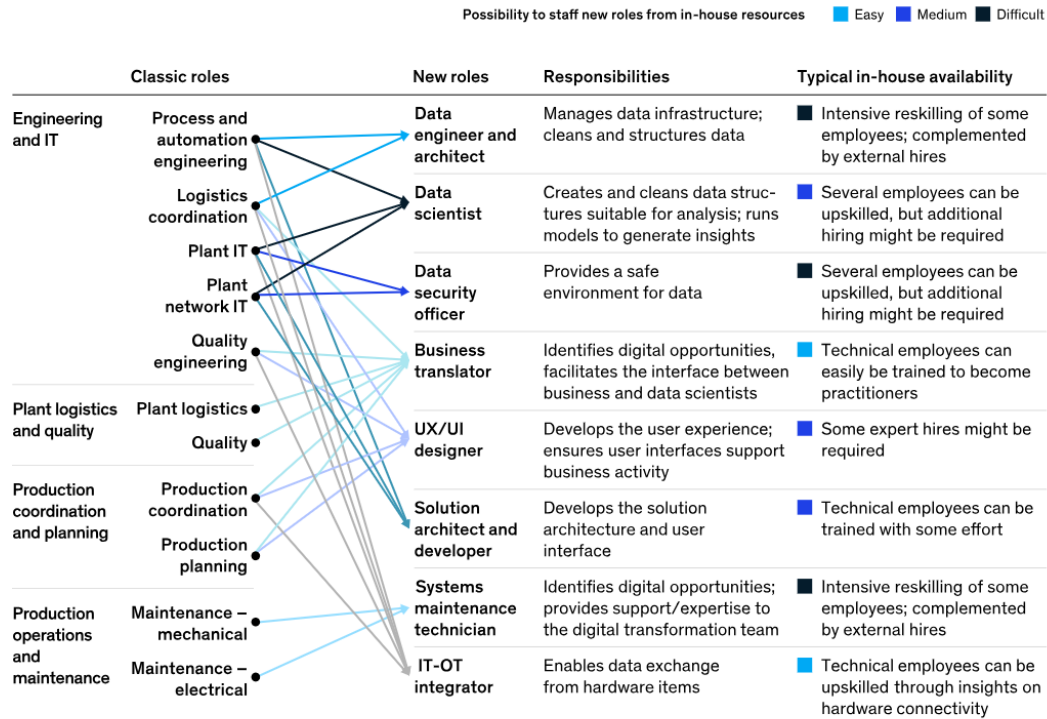 Possibility to staff new roles from in-house resources
Easy
Medium
Difficult
Classic roles
New roles
Responsibilities
Typical in-house availability
Engineering
and IT
Process and
automation
engineering
Logistics
coordination
Plant IT
Plant
network IT
Quality
engineering
Plant logistics
and quality
Plant logistics
Quality
Production
coordination
and planning
Production
coordination
Production
planning
Production
operations
and
maintenance
Maintenance –
mechanical
Maintenance –
electrical
Data
engineer and
architect
Manages data infrastructure;
cleans and structures data
Intensive reskilling of some
employees; complemented
by external hires
Data
scientist
Creates and cleans data struc-
tures suitable for analysis; runs
models to generate insights
Several employees can be
upskilled, but additional
hiring might be required
Data
security
officer
Provides a safe
environment for data
Several employees can be
upskilled, but additional
hiring might be required
Business
translator
Identifies digital opportunities,
facilitates the interface between
business and data scientists
Technical employees can
easily be trained to become
practitioners
UX/UI
designer
Develops the user experience;
ensures user interfaces support
business activity
Some expert hires might be
required
Solution
architect and
developer
Develops the solution
architecture and user
interface
Technical employees can be
trained with some effort
Systems
maintenance
technician
Identifies digital opportunities;
provides support/expertise to
the digital transformation team
Intensive reskilling of some
employees; complemented
by external hires
IT-OT
integrator
Enables data exchange
from hardware items
Technical employees can be
upskilled through insights on
hardware connectivity